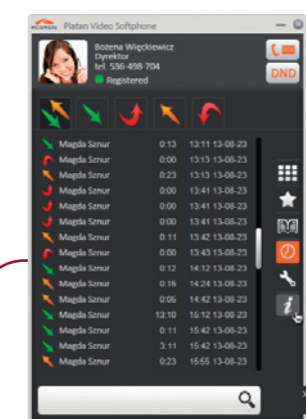 PLATAN Platan Video Softphone
Bożena Więckiewicz
Dyrektor
tel. 536-498-704
Registered
DND
Magda Sznur 0:13 13:11 13-08-23
Magda Sznur 0:00 13:13 13-08-23
Magda Sznur 0:23 13:13 13-08-23
Magda Sznur 0:00 13:41 13-08-23
Magda Sznur 0:00 13:41 13-08-23
Magda Sznur 0:00 13:41 13-08-23
Magda Sznur 0:11 13:42 13-08-23
Magda Sznur 0:00 13:43 13-08-23
Magda Sznur 0:12 14:12 13-08-23
Magda Sznur 0:16 14:24 13-08-23
Magda Sznur 0:06 14:42 13-08-23
Magda Sznur 13:10 15:12 13-08-23
Magda Sznur 0:11 15:42 13-08-23
Magda Sznur 3:11 15:42 13-08-23
Magda Sznur 0:23 15:55 13-08-23